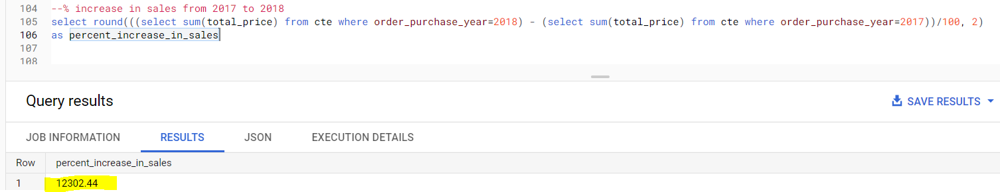 104 --% increase in sales from 2017 to 2018
105 select round(((select sum(total_price) from cte where order_purchase_year=2018) - (select sum(total_price) from cte where order_purchase_year=2017))/100, 2)
106 as percent_increase_in_sales
107
108
Query results
SAVE RESULTS
JOB INFORMATION RESULTS JSON EXECUTION DETAILS
Row percent_increase_in_sales
1 12302.44